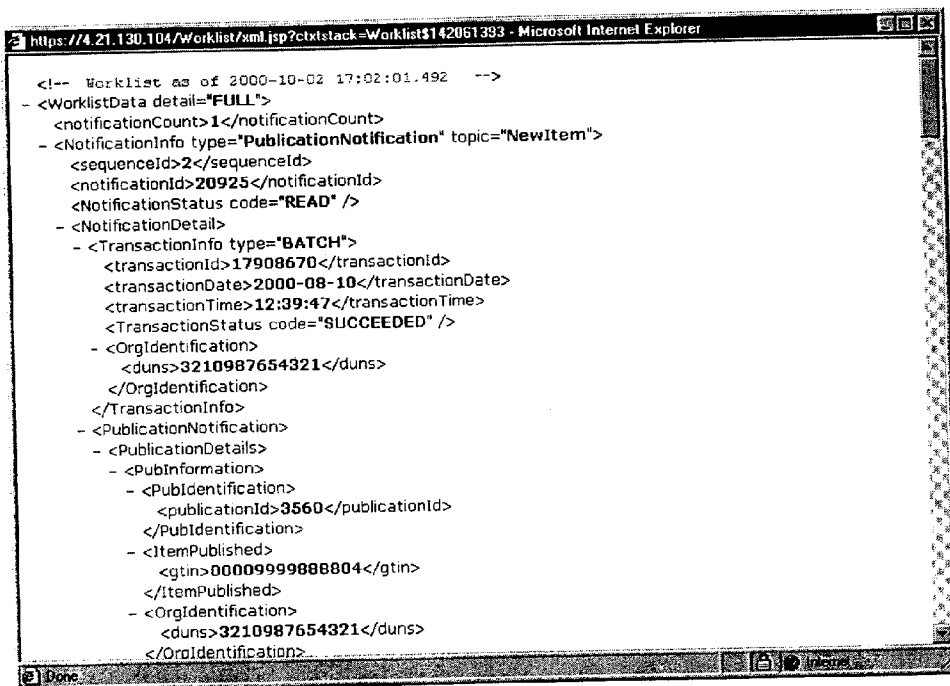 https://4.21.130.104/Worklist/xml.jsp?ctxtstack=Worklist$142061393 - Microsoft Internet Explorer
<!-- Worklist as of 2000-10-02 17:02:01.492 -->
- <WorklistData detail="FULL">
<notificationCount>1</notificationCount>
- <NotificationInfo type="PublicationNotification" topic="NewItem">
<sequenceId>2</sequenceId>
<notificationId>20925</notificationId>
<NotificationStatus code="READ" />
- <NotificationDetail>
- <TransactionInfo type="BATCH">
<transactionId>17908670</transactionId>
<transactionDate>2000-08-10</transactionDate>
<transactionTime>12:39:47</transactionTime>
<TransactionStatus code="SUCCEEDED" />
- <OrgIdentification>
<duns>3210987654321</duns>
</OrgIdentification>
</TransactionInfo>
- <PublicationNotification>
- <PublicationDetails>
- <PubInformation>
- <PubIdentification>
<publicationId>3560</publicationId>
</PubIdentification>
- <ItemPublished>
<gtin>00009999888804</gtin>
</ItemPublished>
- <OrgIdentification>
<duns>3210987654321</duns>
</OrgIdentification>
Done Internet